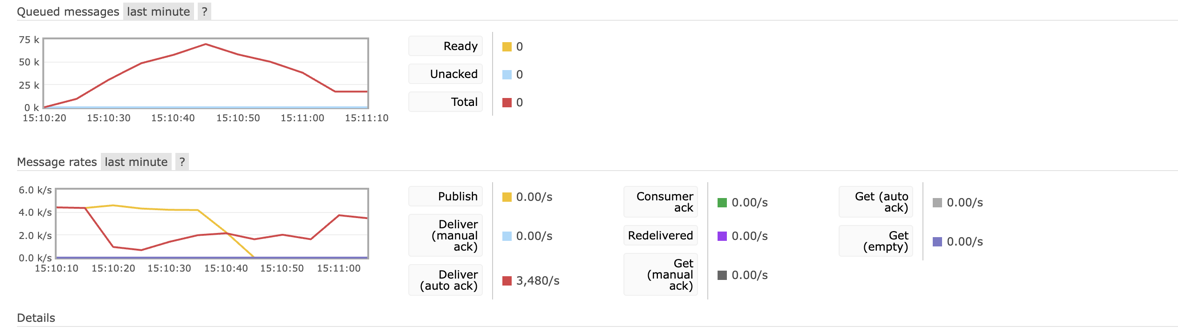 Queued messages last minute ?
75 k
50 k
25 k
0 k
15:10:20 15:10:30 15:10:40 15:10:50 15:11:00 15:11:10
Ready 0
Unacked 0
Total 0
Message rates last minute ?
6.0 k/s
4.0 k/s
2.0 k/s
0.0 k/s
15:10:10 15:10:20 15:10:30 15:10:40 15:10:50 15:11:00
Publish 0.00/s
Deliver
(manual
ack)
0.00/s
Deliver
(auto ack)
3,480/s
Consumer
ack
0.00/s
Redelivered 0.00/s
Get
(manual
ack)
0.00/s
Get (auto
ack)
0.00/s
Get
(empty)
0.00/s
Details